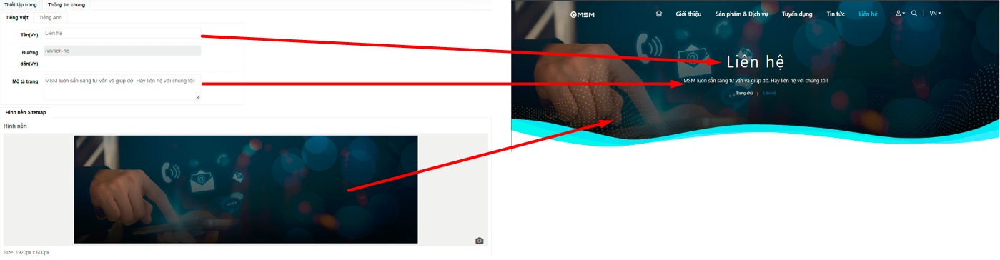 Thiết lập trang Thông tin chung
Tiếng Việt Tiếng Anh
Tên(Vn) Liên hệ
Đường dẫn(Vn) /vn/lien-he
Mô tả trang MSM luôn sẵn sàng tư vấn và giúp đỡ. Hãy liên hệ với chúng tôi!
Hình nền Sitemap
Hình nền
Size: 1920px x 600px
MSM Giới thiệu Sản phẩm & Dịch vụ Tuyển dụng Tin tức Liên hệ VN
Liên hệ
MSM luôn sẵn sàng tư vấn và giúp đỡ. Hãy liên hệ với chúng tôi!
Trang chủ > Liên hệ